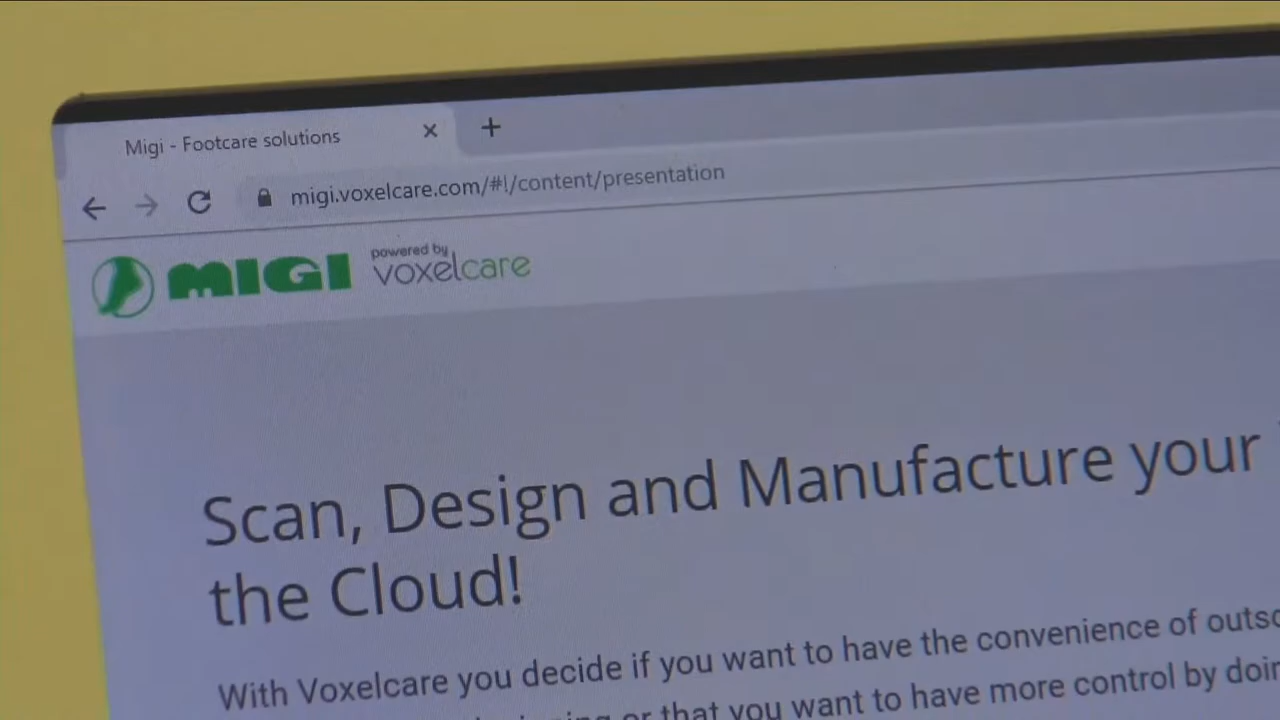 Migi - Footcare solutions
migi.voxelcare.com/#!/content/presentation
MIGI powered by voxelcare
Scan, Design and Manufacture your
the Cloud!
With Voxelcare you decide if you want to have the convenience of
or that you want to have more control by